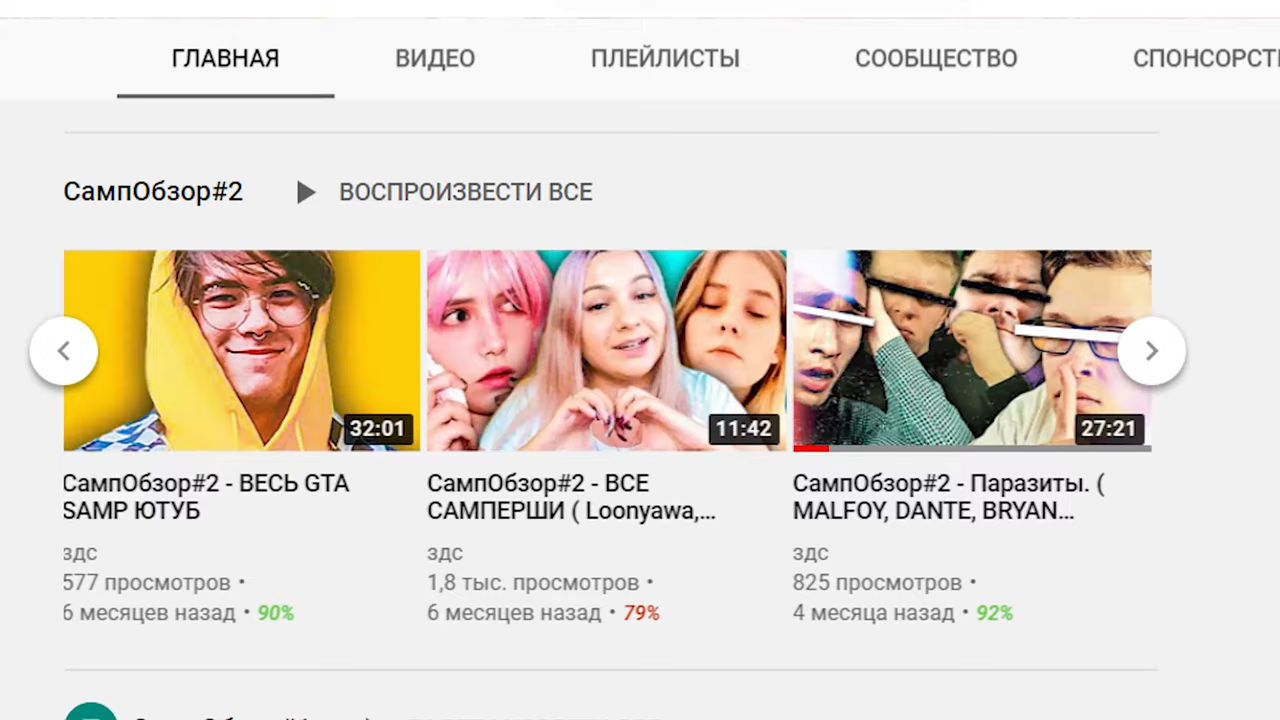 ГЛАВНАЯ ВИДЕО ПЛЕЙЛИСТЫ СООБЩЕСТВО
СампОбзор#2 ВОСПРОИЗВЕСТИ ВСЕ
32:01 11:42 27:21
СампОбзор#2 - ВЕСЬ GTA
SAMP ЮТУБ
здс
577 просмотров •
6 месяцев назад • 90%
СампОбзор#2 - ВСЕ
САМПЕРШИ ( Loonyawa,...
здс
1,8 тыс. просмотров •
6 месяцев назад • 79%
СампОбзор#2 - Паразиты. (
MALFOY, DANTE, BRYAN...
здс
825 просмотров •
4 месяца назад • 92%